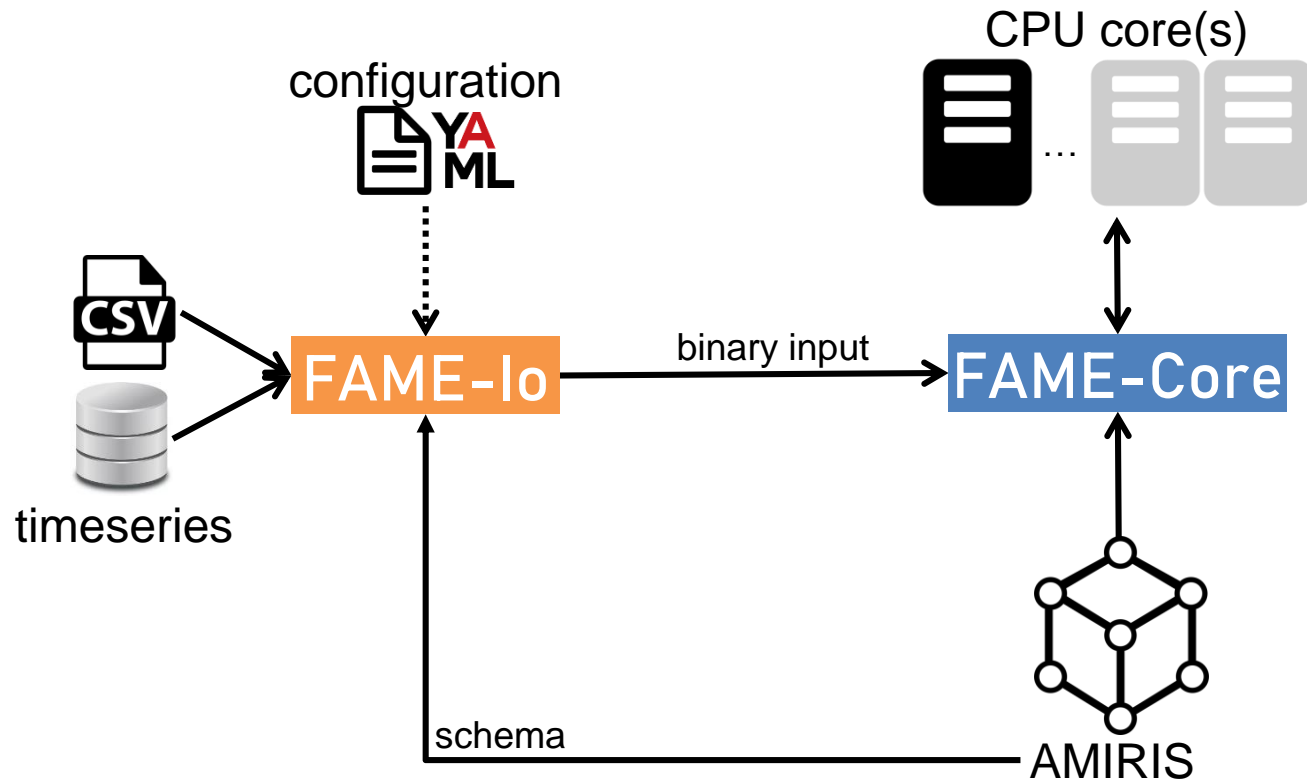 CPU core(s)
configuration
YA
ML
...
CSV
binary input
FAME-Io
FAME-Core
timeseries
schema
AMIRIS